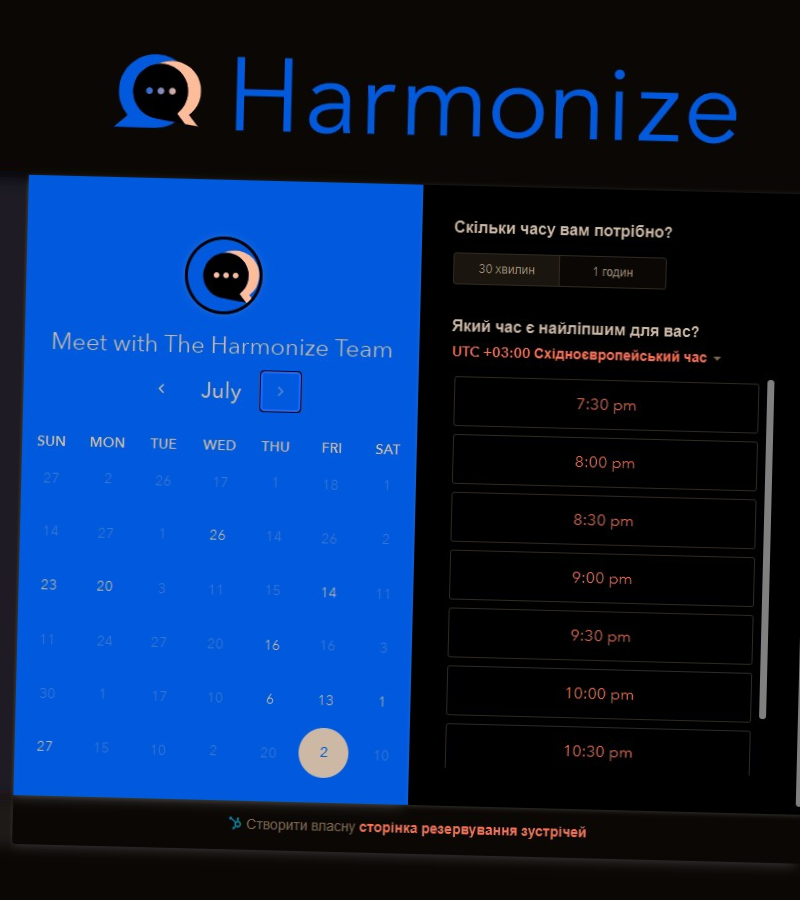 Harmonize
Meet with The Harmonize Team
July
SUN MON TUE WED THU FRI SAT
27 2 26 17 1 18 1
14 27 1 26 14 26 2
23 20 3 11 15 14 11
11 24 27 20 16 16 3
30 1 17 10 6 13 1
27 15 10 2 20 2 10
Скільки часу вам потрібно?
30 хвилин 1 годин
Який час є найліпшим для вас?
UTC +03:00 Східноєвропейський час
7:30 pm
8:00 pm
8:30 pm
9:00 pm
9:30 pm
10:00 pm
10:30 pm
Створити власну сторінка резервування зустрічей